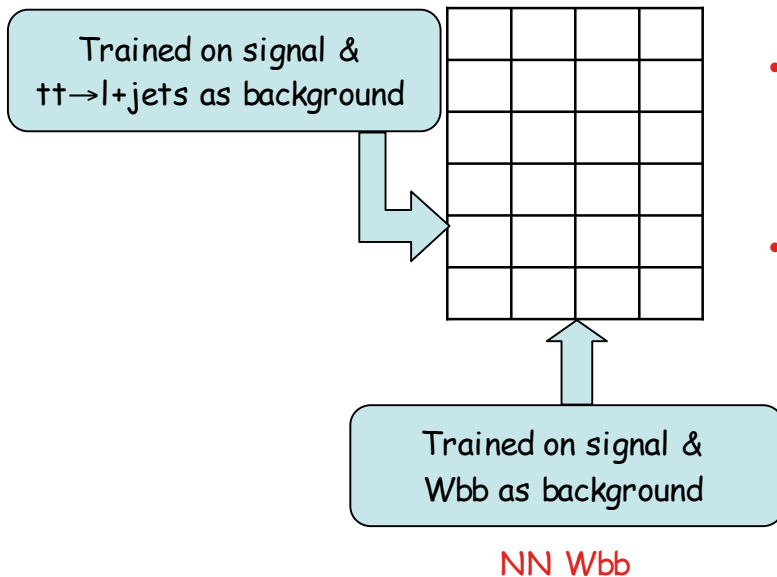 Trained on signal &
tt→l+jets as background
•
•
Trained on signal &
Wbb as background
NN Wbb